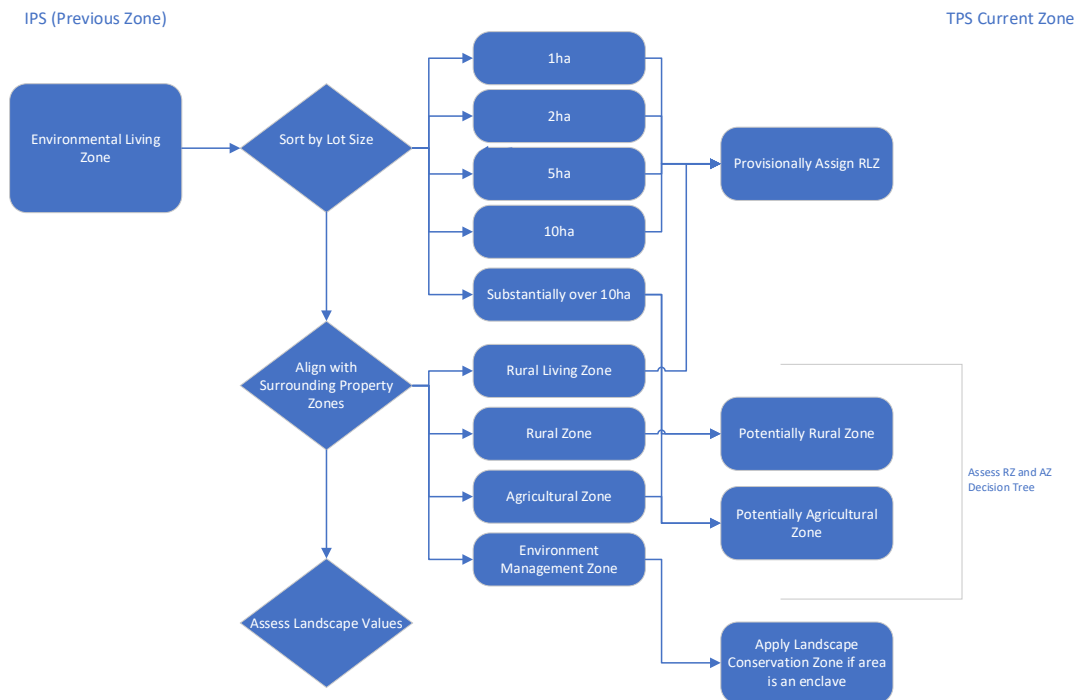 IPS (Previous Zone)
TPS Current Zone
Environmental Living
Zone
Sort by Lot Size
1ha
2ha
5ha
10ha
Substantially over 10ha
Provisionally Assign RLZ
Align with
Surrounding Property
Zones
Rural Living Zone
Rural Zone
Agricultural Zone
Environment
Management Zone
Potentially Rural Zone
Potentially Agricultural
Zone
Assess RZ and AZ
Decision Tree
Assess Landscape Values
Apply Landscape
Conservation Zone if area
is an enclave